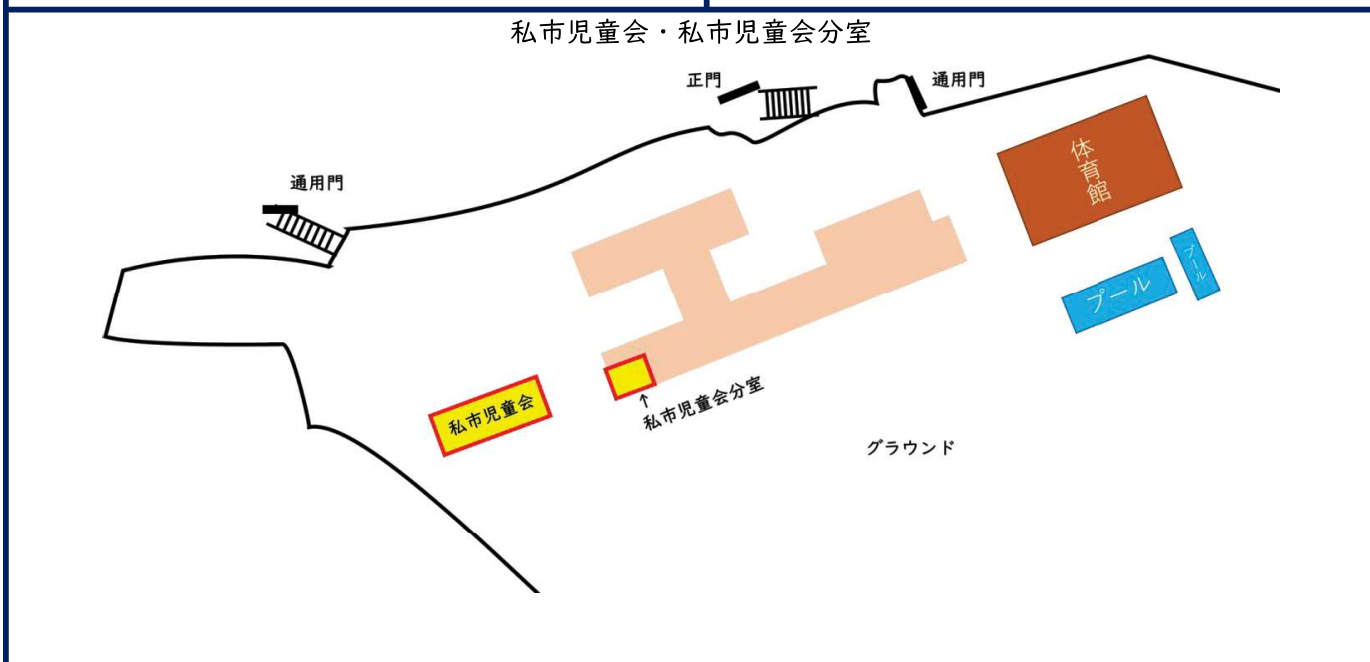 私市児童会・私市児童会分室
正門
通用門
通用門
体育館
プール
プール
私市児童会
↑
私市児童会分室
グラウンド